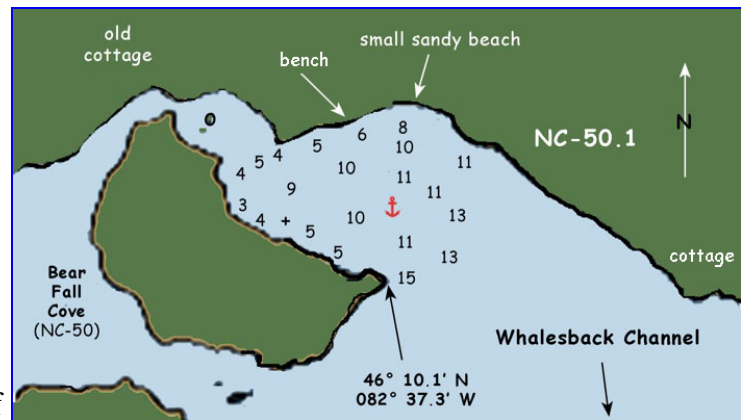 old
cottage
small sandy beach
bench
N
NC-50.1
8
6
5
4
10
5
10
11
11
4
9
11
3
4
+
10
13
5
11
5
13
15
cottage
Bear
Fall
Cove
(NC-50)
Whalesback Channel
46° 10.1' N
082° 37.3' W